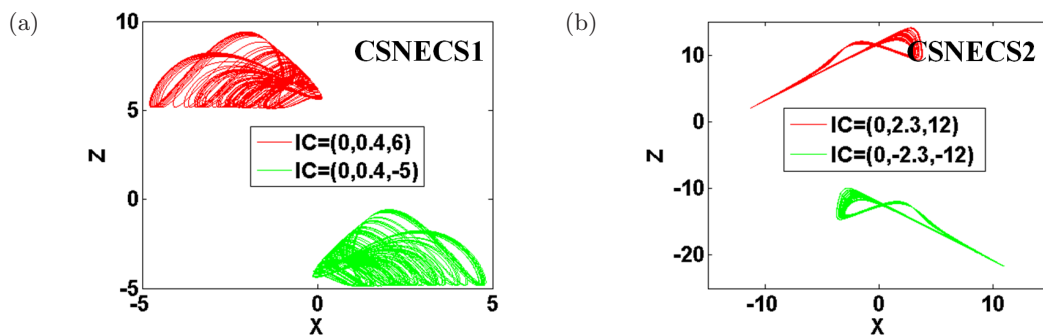 (a)
CSNECS1
10
5
0
-5
Z
IC=(0,0.4,6)
IC=(0,0.4,-5)
-5
0
5
X
(b)
CSNECS2
10
0
-10
-20
Z
IC=(0,2.3,12)
IC=(0,-2.3,-12)
-10
0
10
X